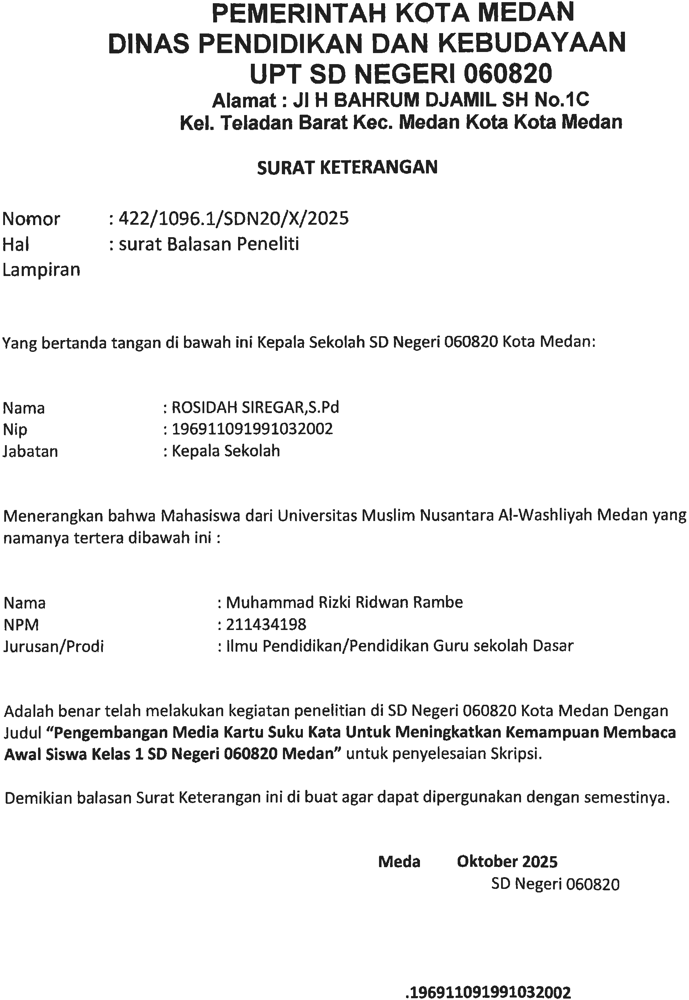 PEMERINTAH KOTA MEDAN
DINAS PENDIDIKAN DAN KEBUDAYAAN
UPT SD NEGERI 060820
Alamat : Jl H BAHRUM DJAMIL SH No.1C
Kel. Teladan Barat Kec. Medan Kota Kota Medan
SURAT KETERANGAN
Nomor : 422/1096.1/SDN20/X/2025
Hal : surat Balasan Peneliti
Lampiran
Yang bertanda tangan di bawah ini Kepala Sekolah SD Negeri 060820 Kota Medan:
Nama : ROSIDAH SIREGAR,S.Pd
Nip : 196911091991032002
Jabatan : Kepala Sekolah
Menerangkan bahwa Mahasiswa dari Universitas Muslim Nusantara Al-Washliyah Medan yang
namanya tertera dibawah ini :
Nama : Muhammad Rizki Ridwan Rambe
NPM : 211434198
Jurusan/Prodi : Ilmu Pendidikan/Pendidikan Guru sekolah Dasar
Adalah benar telah melakukan kegiatan penelitian di SD Negeri 060820 Kota Medan Dengan
Judul "Pengembangan Media Kartu Suku Kata Untuk Meningkatkan Kemampuan Membaca
Awal Siswa Kelas 1 SD Negeri 060820 Medan" untuk penyelesaian Skripsi.
Demikian balasan Surat Keterangan ini di buat agar dapat dipergunakan dengan semestinya.
Meda Oktober 2025
SD Negeri 060820
.196911091991032002